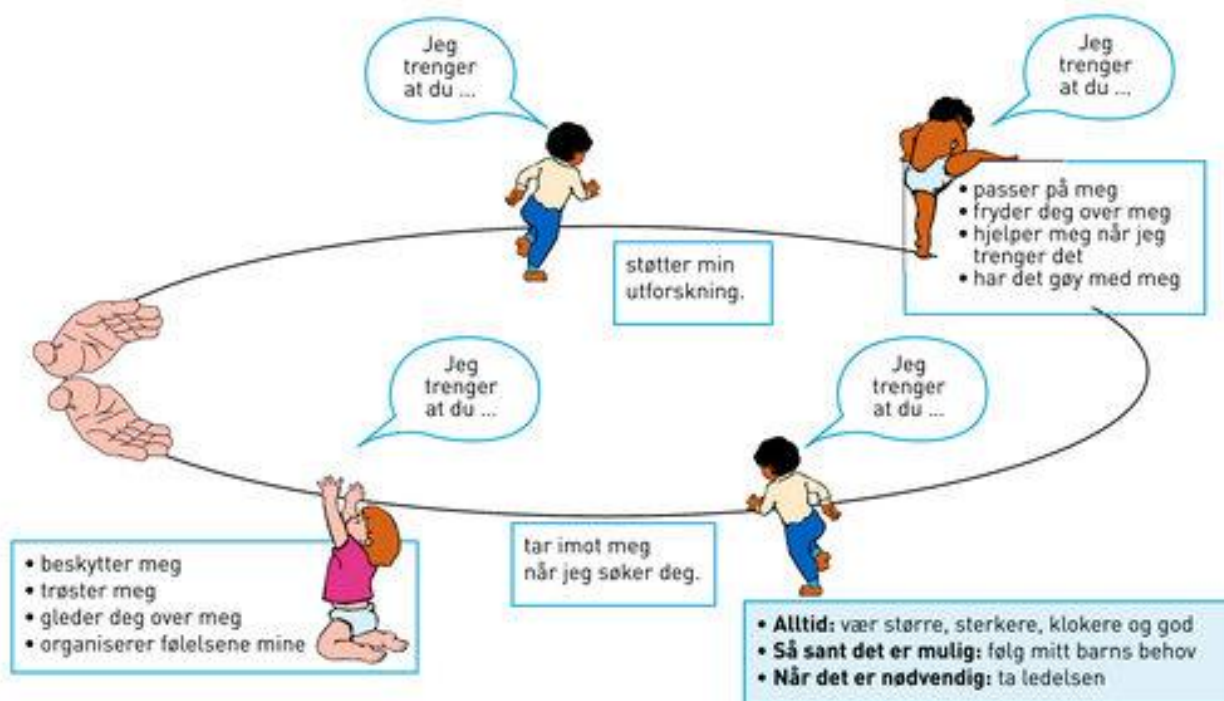 Jeg
trenger
at du ...
Jeg
trenger
at du ...
• passer på meg
• fryder deg over meg
• hjelper meg når jeg
trenger det
• har det gøy med meg
støtter min
utforskning.
Jeg
trenger
at du ...
Jeg
trenger
at du ...
tar imot meg
når jeg søker deg.
• beskytter meg
• trøster meg
• gleder deg over meg
• organiserer følelsene mine
• Alltid: vær større, sterkere, klokere og god
• Så sant det er mulig: følg mitt barns behov
• Når det er nødvendig: ta ledelsen